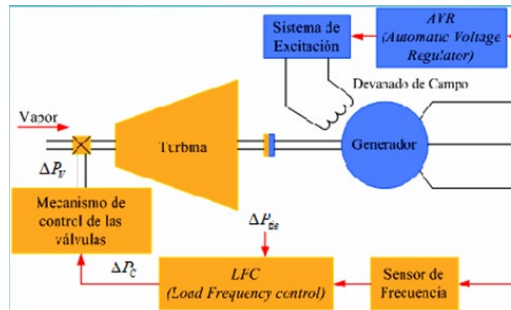 Sistema de
Excitación
AVR
(Automatic Voltage
Regulator)
Devanado de Campo
Vapor
Turbina
Generador
ΔP_V
Mecanismo de
control de las
válvulas
ΔP_tie
ΔP_C
LFC
(Load Frequency control)
Sensor de
Frecuencia